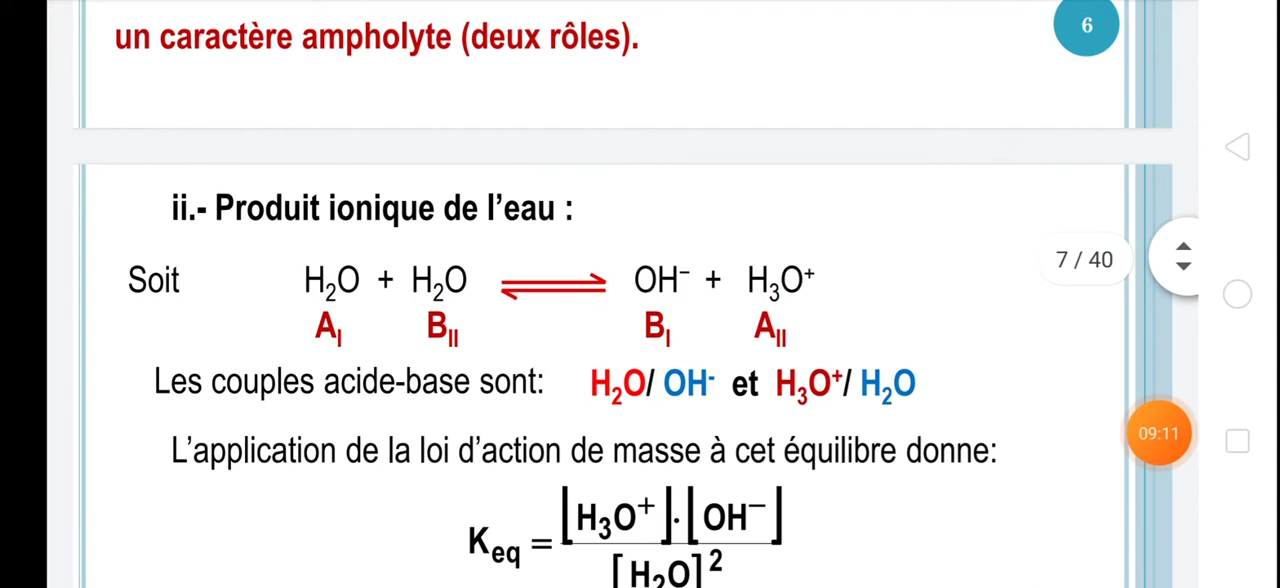 un caractère ampholyte (deux rôles).
6
ii.- Produit ionique de l’eau :
7 / 40
Soit H₂O + H₂O ⇌ OH⁻ + H₃O⁺
A_I B_II B_I A_II
Les couples acide-base sont: H₂O/ OH⁻ et H₃O⁺/ H₂O
09:11
L’application de la loi d’action de masse à cet équilibre donne:
[H₃O⁺]·[OH⁻]
K_eq =
[H₂O]²